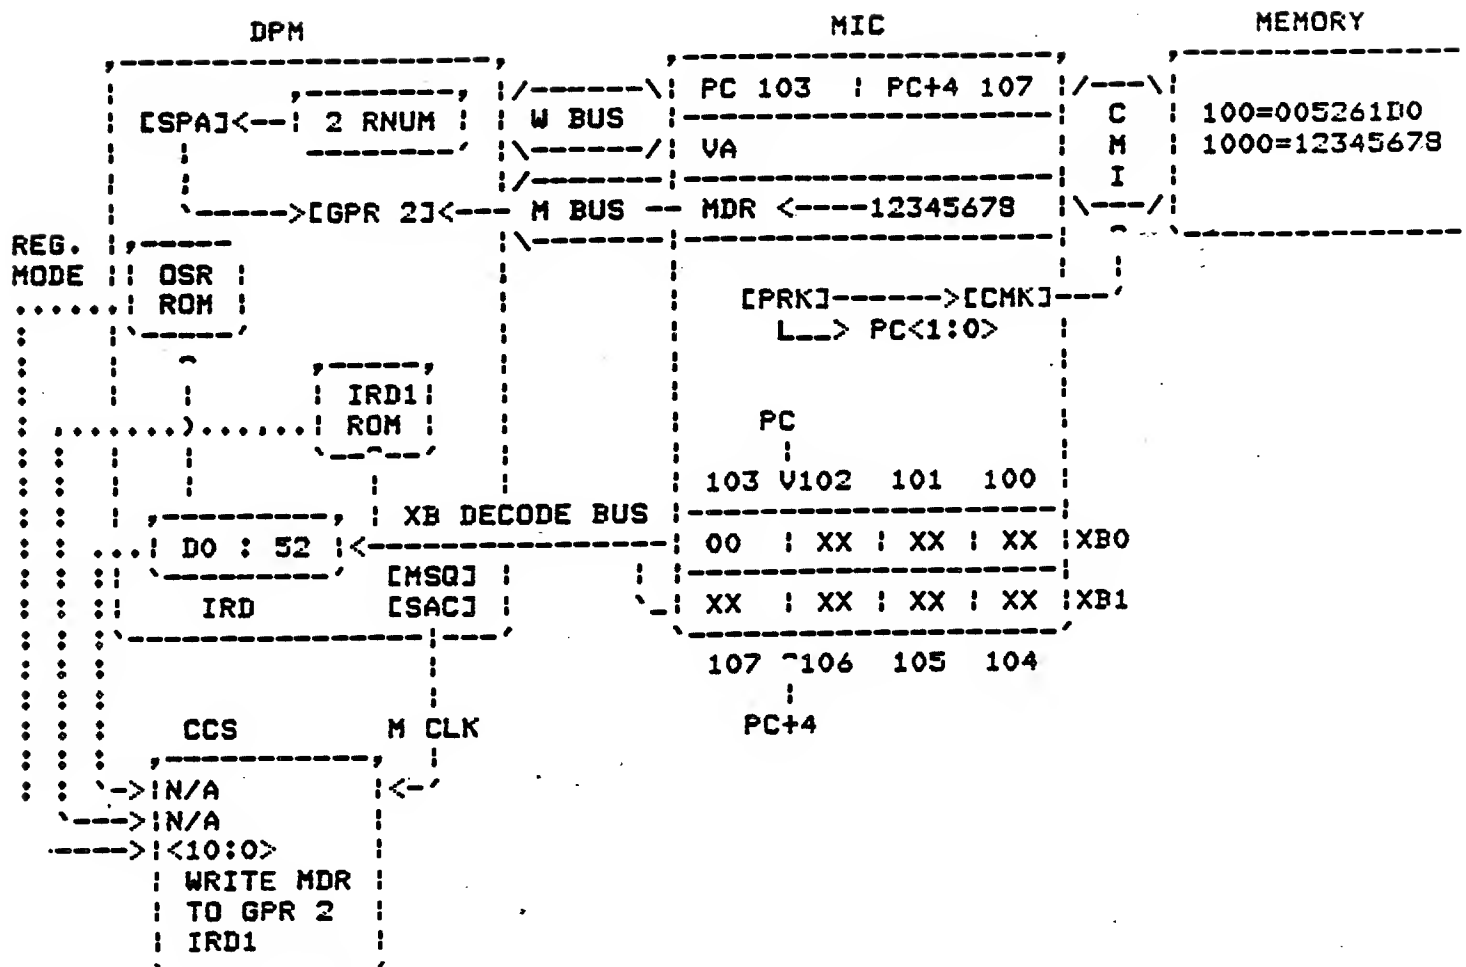 DPM MIC MEMORY
PC 103 PC+4 107
[SPA]<-- 2 RNUM W BUS C 100=005261D0
VA M 1000=12345678
I
[GPR 2]<--- M BUS -- MDR <----12345678
REG.
MODE OSR
ROM [PRK]------>[CMK]
L__> PC<1:0>
IRD1
ROM PC
103 V102 101 100
XB DECODE BUS
D0 : 52 00 XX XX XX XB0
[MSQ]
IRD [SAC] XX XX XX XX XB1
107 ^106 105 104
CCS M CLK PC+4
N/A
N/A
<10:0>
WRITE MDR
TO GPR 2
IRD1